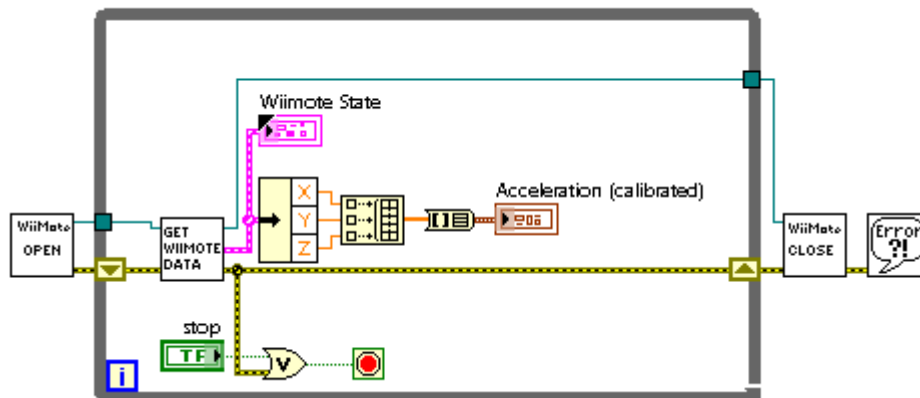 Wiimote State
X
Y
Z
Acceleration (calibrated)
WiiMote
OPEN
GET
WIIMOTE
DATA
WiiMote
CLOSE
Error
?!
stop
TF
V
i